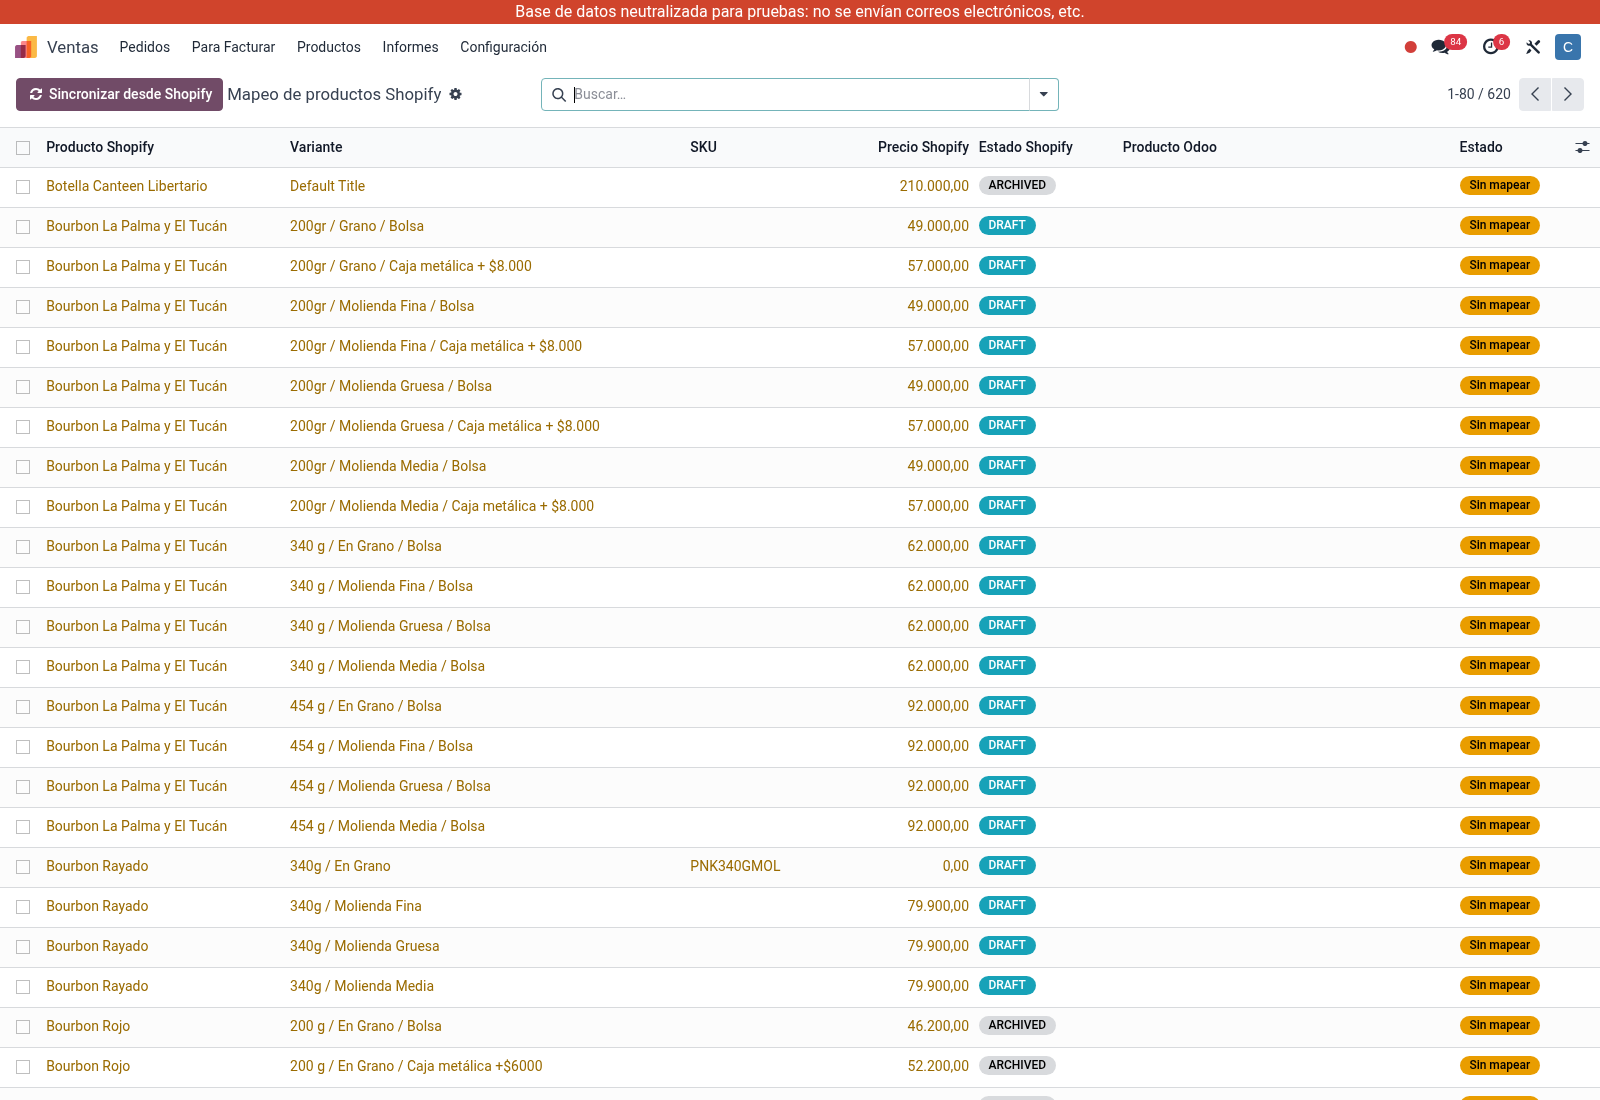 Base de datos neutralizada para pruebas: no se envían correos electrónicos, etc.
Ventas Pedidos Para Facturar Productos Informes Configuración 84 6 C
Sincronizar desde Shopify Mapeo de productos Shopify Buscar... 1-80 / 620
Producto Shopify Variante SKU Precio Shopify Estado Shopify Producto Odoo Estado
Botella Canteen Libertario Default Title 210.000,00 ARCHIVED Sin mapear
Bourbon La Palma y El Tucán 200gr / Grano / Bolsa 49.000,00 DRAFT Sin mapear
Bourbon La Palma y El Tucán 200gr / Grano / Caja metálica + $8.000 57.000,00 DRAFT Sin mapear
Bourbon La Palma y El Tucán 200gr / Molienda Fina / Bolsa 49.000,00 DRAFT Sin mapear
Bourbon La Palma y El Tucán 200gr / Molienda Fina / Caja metálica + $8.000 57.000,00 DRAFT Sin mapear
Bourbon La Palma y El Tucán 200gr / Molienda Gruesa / Bolsa 49.000,00 DRAFT Sin mapear
Bourbon La Palma y El Tucán 200gr / Molienda Gruesa / Caja metálica + $8.000 57.000,00 DRAFT Sin mapear
Bourbon La Palma y El Tucán 200gr / Molienda Media / Bolsa 49.000,00 DRAFT Sin mapear
Bourbon La Palma y El Tucán 200gr / Molienda Media / Caja metálica + $8.000 57.000,00 DRAFT Sin mapear
Bourbon La Palma y El Tucán 340 g / En Grano / Bolsa 62.000,00 DRAFT Sin mapear
Bourbon La Palma y El Tucán 340 g / Molienda Fina / Bolsa 62.000,00 DRAFT Sin mapear
Bourbon La Palma y El Tucán 340 g / Molienda Gruesa / Bolsa 62.000,00 DRAFT Sin mapear
Bourbon La Palma y El Tucán 340 g / Molienda Media / Bolsa 62.000,00 DRAFT Sin mapear
Bourbon La Palma y El Tucán 454 g / En Grano / Bolsa 92.000,00 DRAFT Sin mapear
Bourbon La Palma y El Tucán 454 g / Molienda Fina / Bolsa 92.000,00 DRAFT Sin mapear
Bourbon La Palma y El Tucán 454 g / Molienda Gruesa / Bolsa 92.000,00 DRAFT Sin mapear
Bourbon La Palma y El Tucán 454 g / Molienda Media / Bolsa 92.000,00 DRAFT Sin mapear
Bourbon Rayado 340g / En Grano PNK340GMOL 0,00 DRAFT Sin mapear
Bourbon Rayado 340g / Molienda Fina 79.900,00 DRAFT Sin mapear
Bourbon Rayado 340g / Molienda Gruesa 79.900,00 DRAFT Sin mapear
Bourbon Rayado 340g / Molienda Media 79.900,00 DRAFT Sin mapear
Bourbon Rojo 200 g / En Grano / Bolsa 46.200,00 ARCHIVED Sin mapear
Bourbon Rojo 200 g / En Grano / Caja metálica +$6000 52.200,00 ARCHIVED Sin mapear